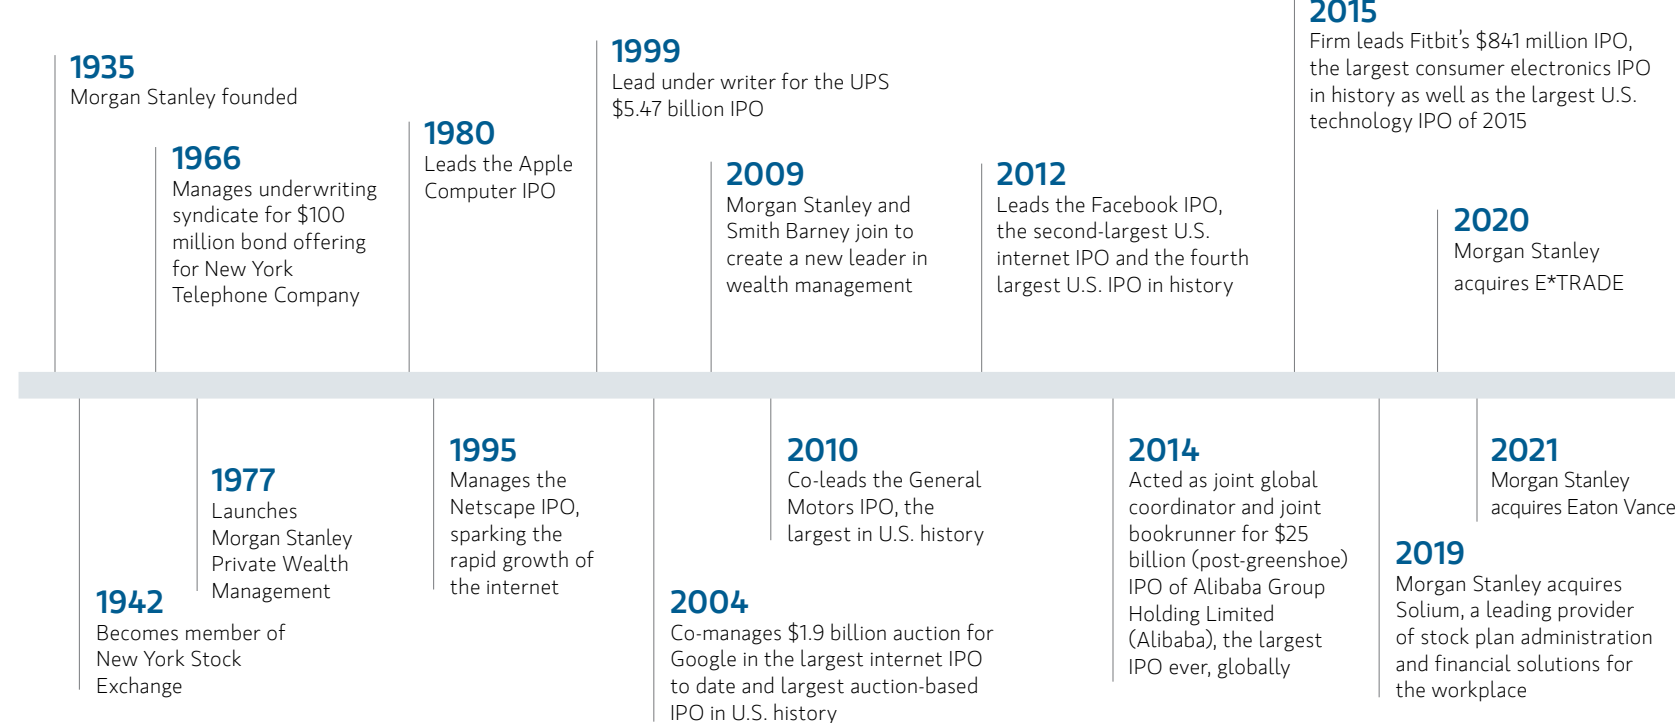 1935
Morgan Stanley founded
1966
Manages underwriting
syndicate for $100
million bond offering
for New York
Telephone Company
1980
Leads the Apple
Computer IPO
1999
Lead under writer for the UPS
$5.47 billion IPO
2009
Morgan Stanley and
Smith Barney join to
create a new leader in
wealth management
2012
Leads the Facebook IPO,
the second-largest U.S.
internet IPO and the fourth
largest U.S. IPO in history
2015
Firm leads Fitbit's $841 million IPO,
the largest consumer electronics IPO
in history as well as the largest U.S.
technology IPO of 2015
2020
Morgan Stanley
acquires E*TRADE
1942
Becomes member of
New York Stock
Exchange
1977
Launches
Morgan Stanley
Private Wealth
Management
1995
Manages the
Netscape IPO,
sparking the
rapid growth of
the internet
2004
Co-manages $1.9 billion auction for
Google in the largest internet IPO
to date and largest auction-based
IPO in U.S. history
2010
Co-leads the General
Motors IPO, the
largest in U.S. history
2014
Acted as joint global
coordinator and joint
bookrunner for $25
billion (post-greenshoe)
IPO of Alibaba Group
Holding Limited
(Alibaba), the largest
IPO ever, globally
2019
Morgan Stanley acquires
Solium, a leading provider
of stock plan administration
and financial solutions for
the workplace
2021
Morgan Stanley
acquires Eaton Vance